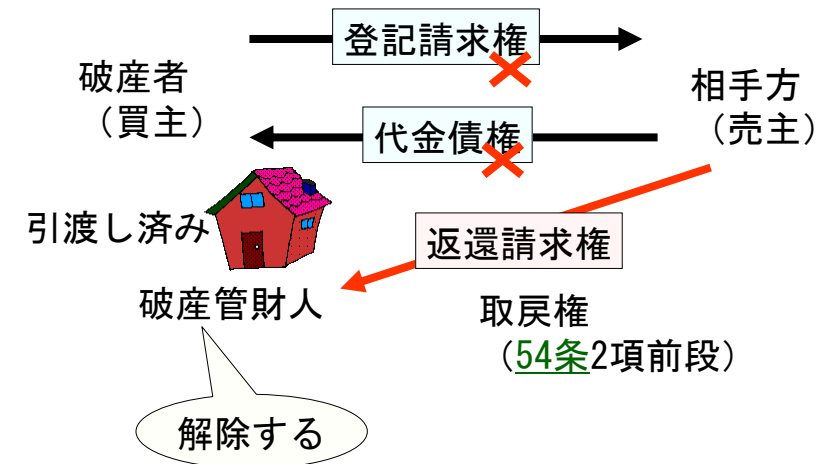 登記請求権
破産者
（買主）
相手方
（売主）
代金債権
引渡し済み
返還請求権
破産管財人
取戻権
（54条2項前段）
解除する